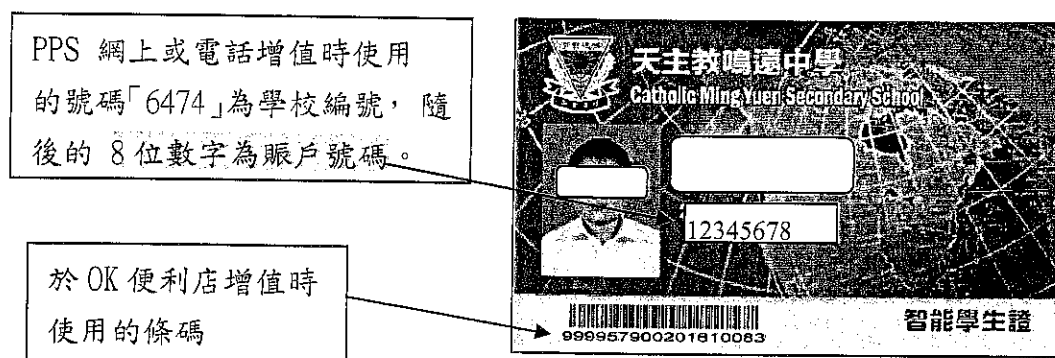 PPS 網上或電話增值時使用
的號碼「6474」為學校編號，隨
後的 8 位數字為賬戶號碼。
於 OK 便利店增值時
使用的條碼
天主教鳴遠中學
Catholic Ming Yuen Secondary School
12345678
999957900201610083
智能學生證